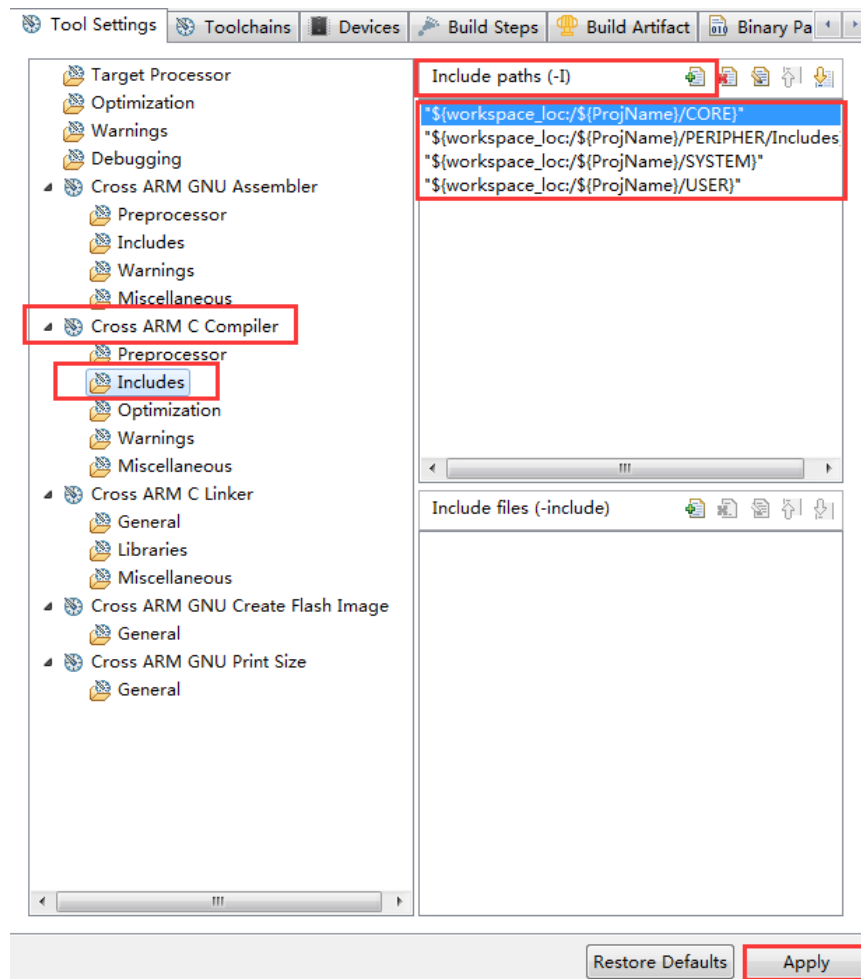 Tool Settings Toolchains Devices Build Steps Build Artifact Binary Pa
Target Processor
Optimization
Warnings
Debugging
Cross ARM GNU Assembler
Preprocessor
Includes
Warnings
Miscellaneous
Cross ARM C Compiler
Preprocessor
Includes
Optimization
Warnings
Miscellaneous
Cross ARM C Linker
General
Libraries
Miscellaneous
Cross ARM GNU Create Flash Image
General
Cross ARM GNU Print Size
General
Include paths (-I)
"${workspace_loc:/${ProjName}/CORE}"
"${workspace_loc:/${ProjName}/PERIPHER/Includes
"${workspace_loc:/${ProjName}/SYSTEM}"
"${workspace_loc:/${ProjName}/USER}"
Include files (-include)
Restore Defaults Apply